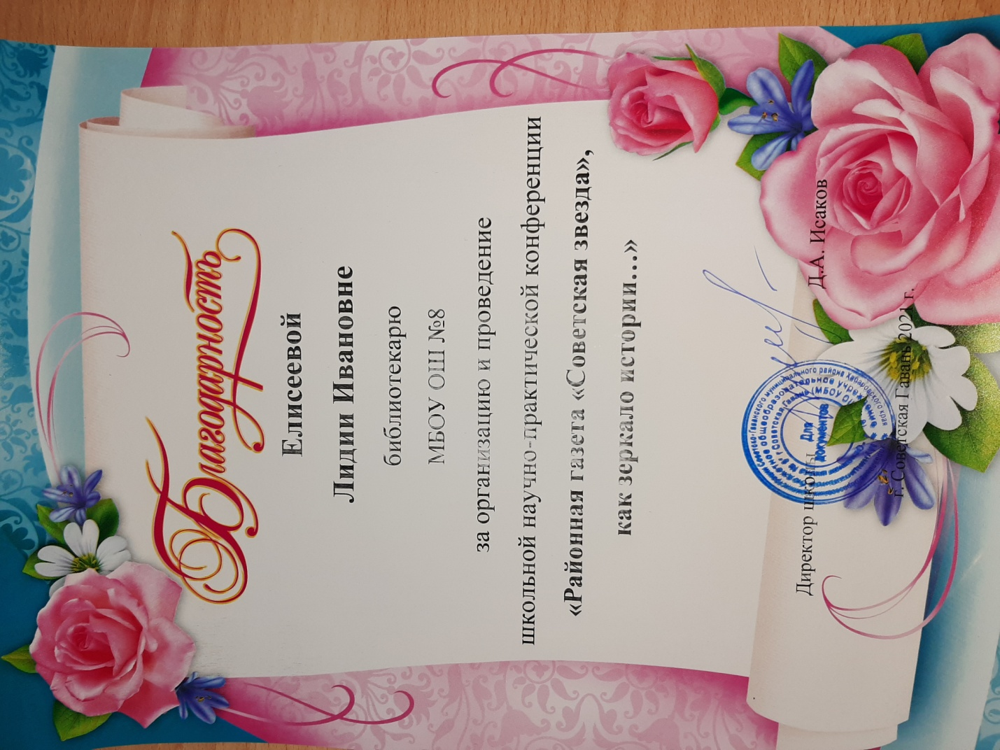 Благодарность
Елисеевой
Лидии Ивановне
библиотекарю
МБОУ ОШ №8
за организацию и проведение
школьной научно-практической конференции
«Районная газета «Советская звезда»,
как зеркало истории...»
Директор школы Д.А. Исаков
Для
документов
г. Советская Гавань 2021 г.